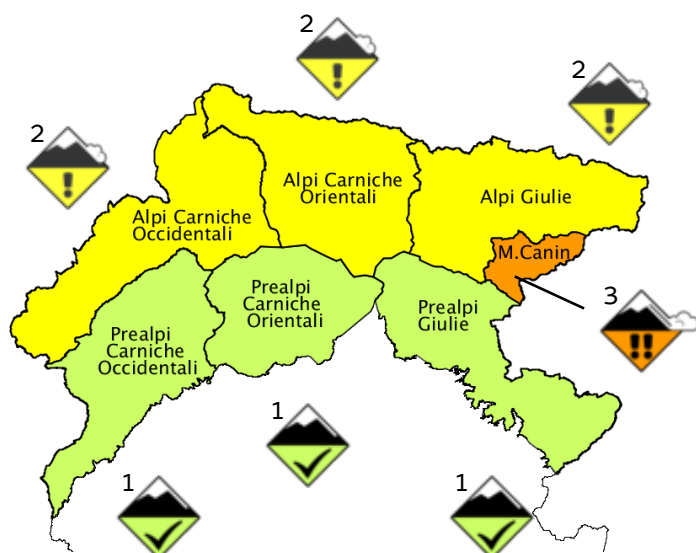 2
2
2
Alpi Carniche
Orientali
Alpi Giulie
Alpi Carniche
Occidentali
M.Canin
Prealpi
Carniche
Orientali
3
Prealpi
Giulie
Prealpi
Carniche
Occidentali
1
1
1